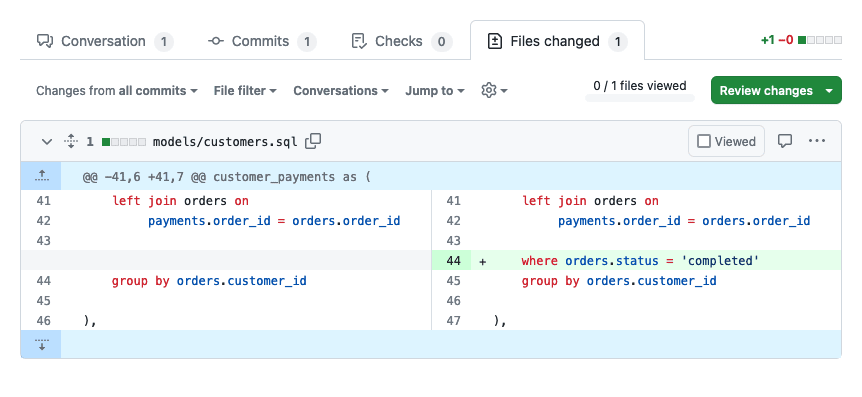 Conversation 1 Commits 1 Checks 0 Files changed 1 +1 −0
Changes from all commits File filter Conversations Jump to 0 / 1 files viewed Review changes
1 models/customers.sql Viewed
@@ -41,6 +41,7 @@ customer_payments as (
41 left join orders on 41 left join orders on
42 payments.order_id = orders.order_id 42 payments.order_id = orders.order_id
43 43
44 + where orders.status = 'completed'
44 group by orders.customer_id 45 group by orders.customer_id
45 46
46 ), 47 ),